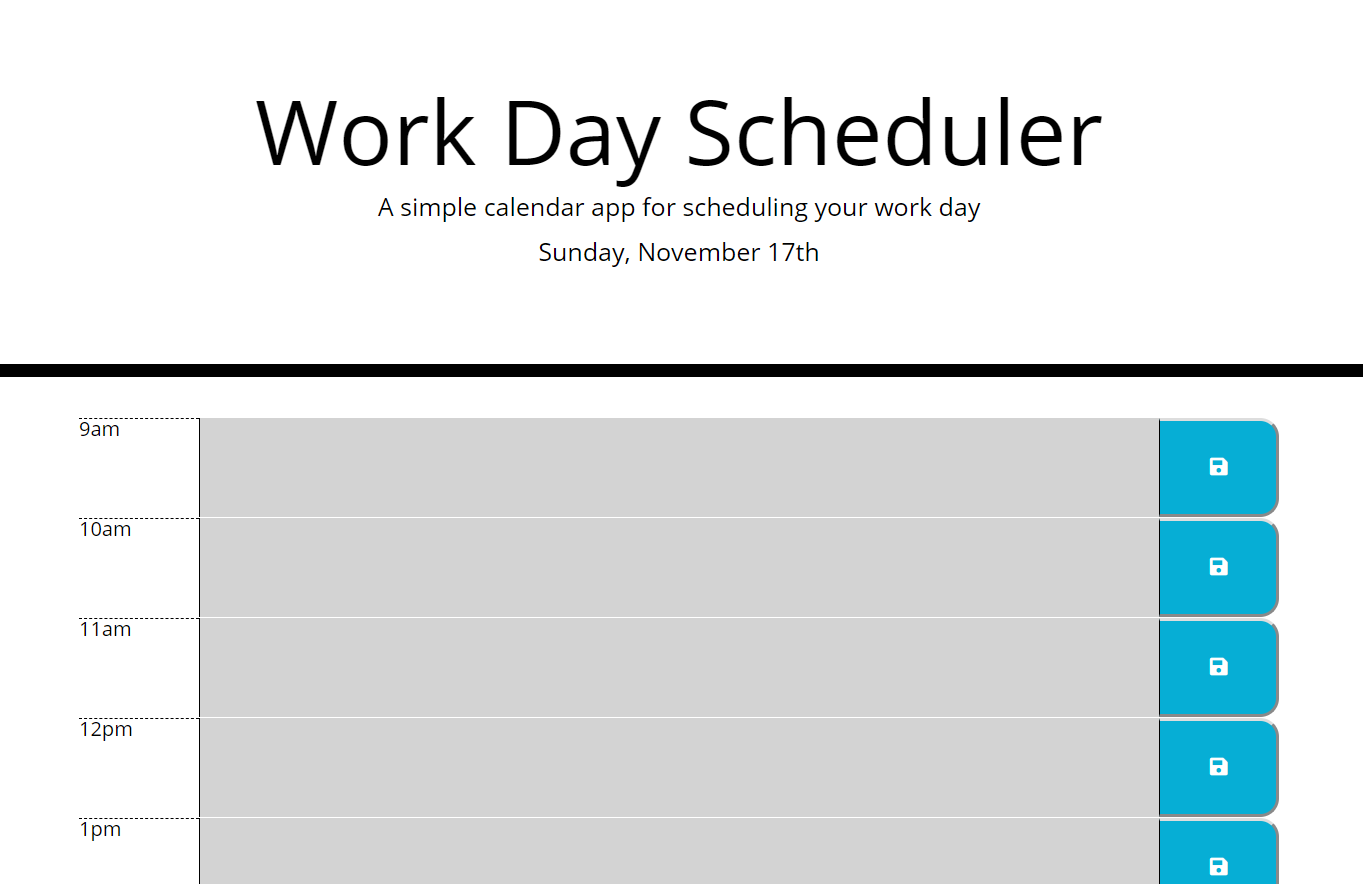 Work Day Scheduler
A simple calendar app for scheduling your work day
Sunday, November 17th
9am
10am
11am
12pm
1pm